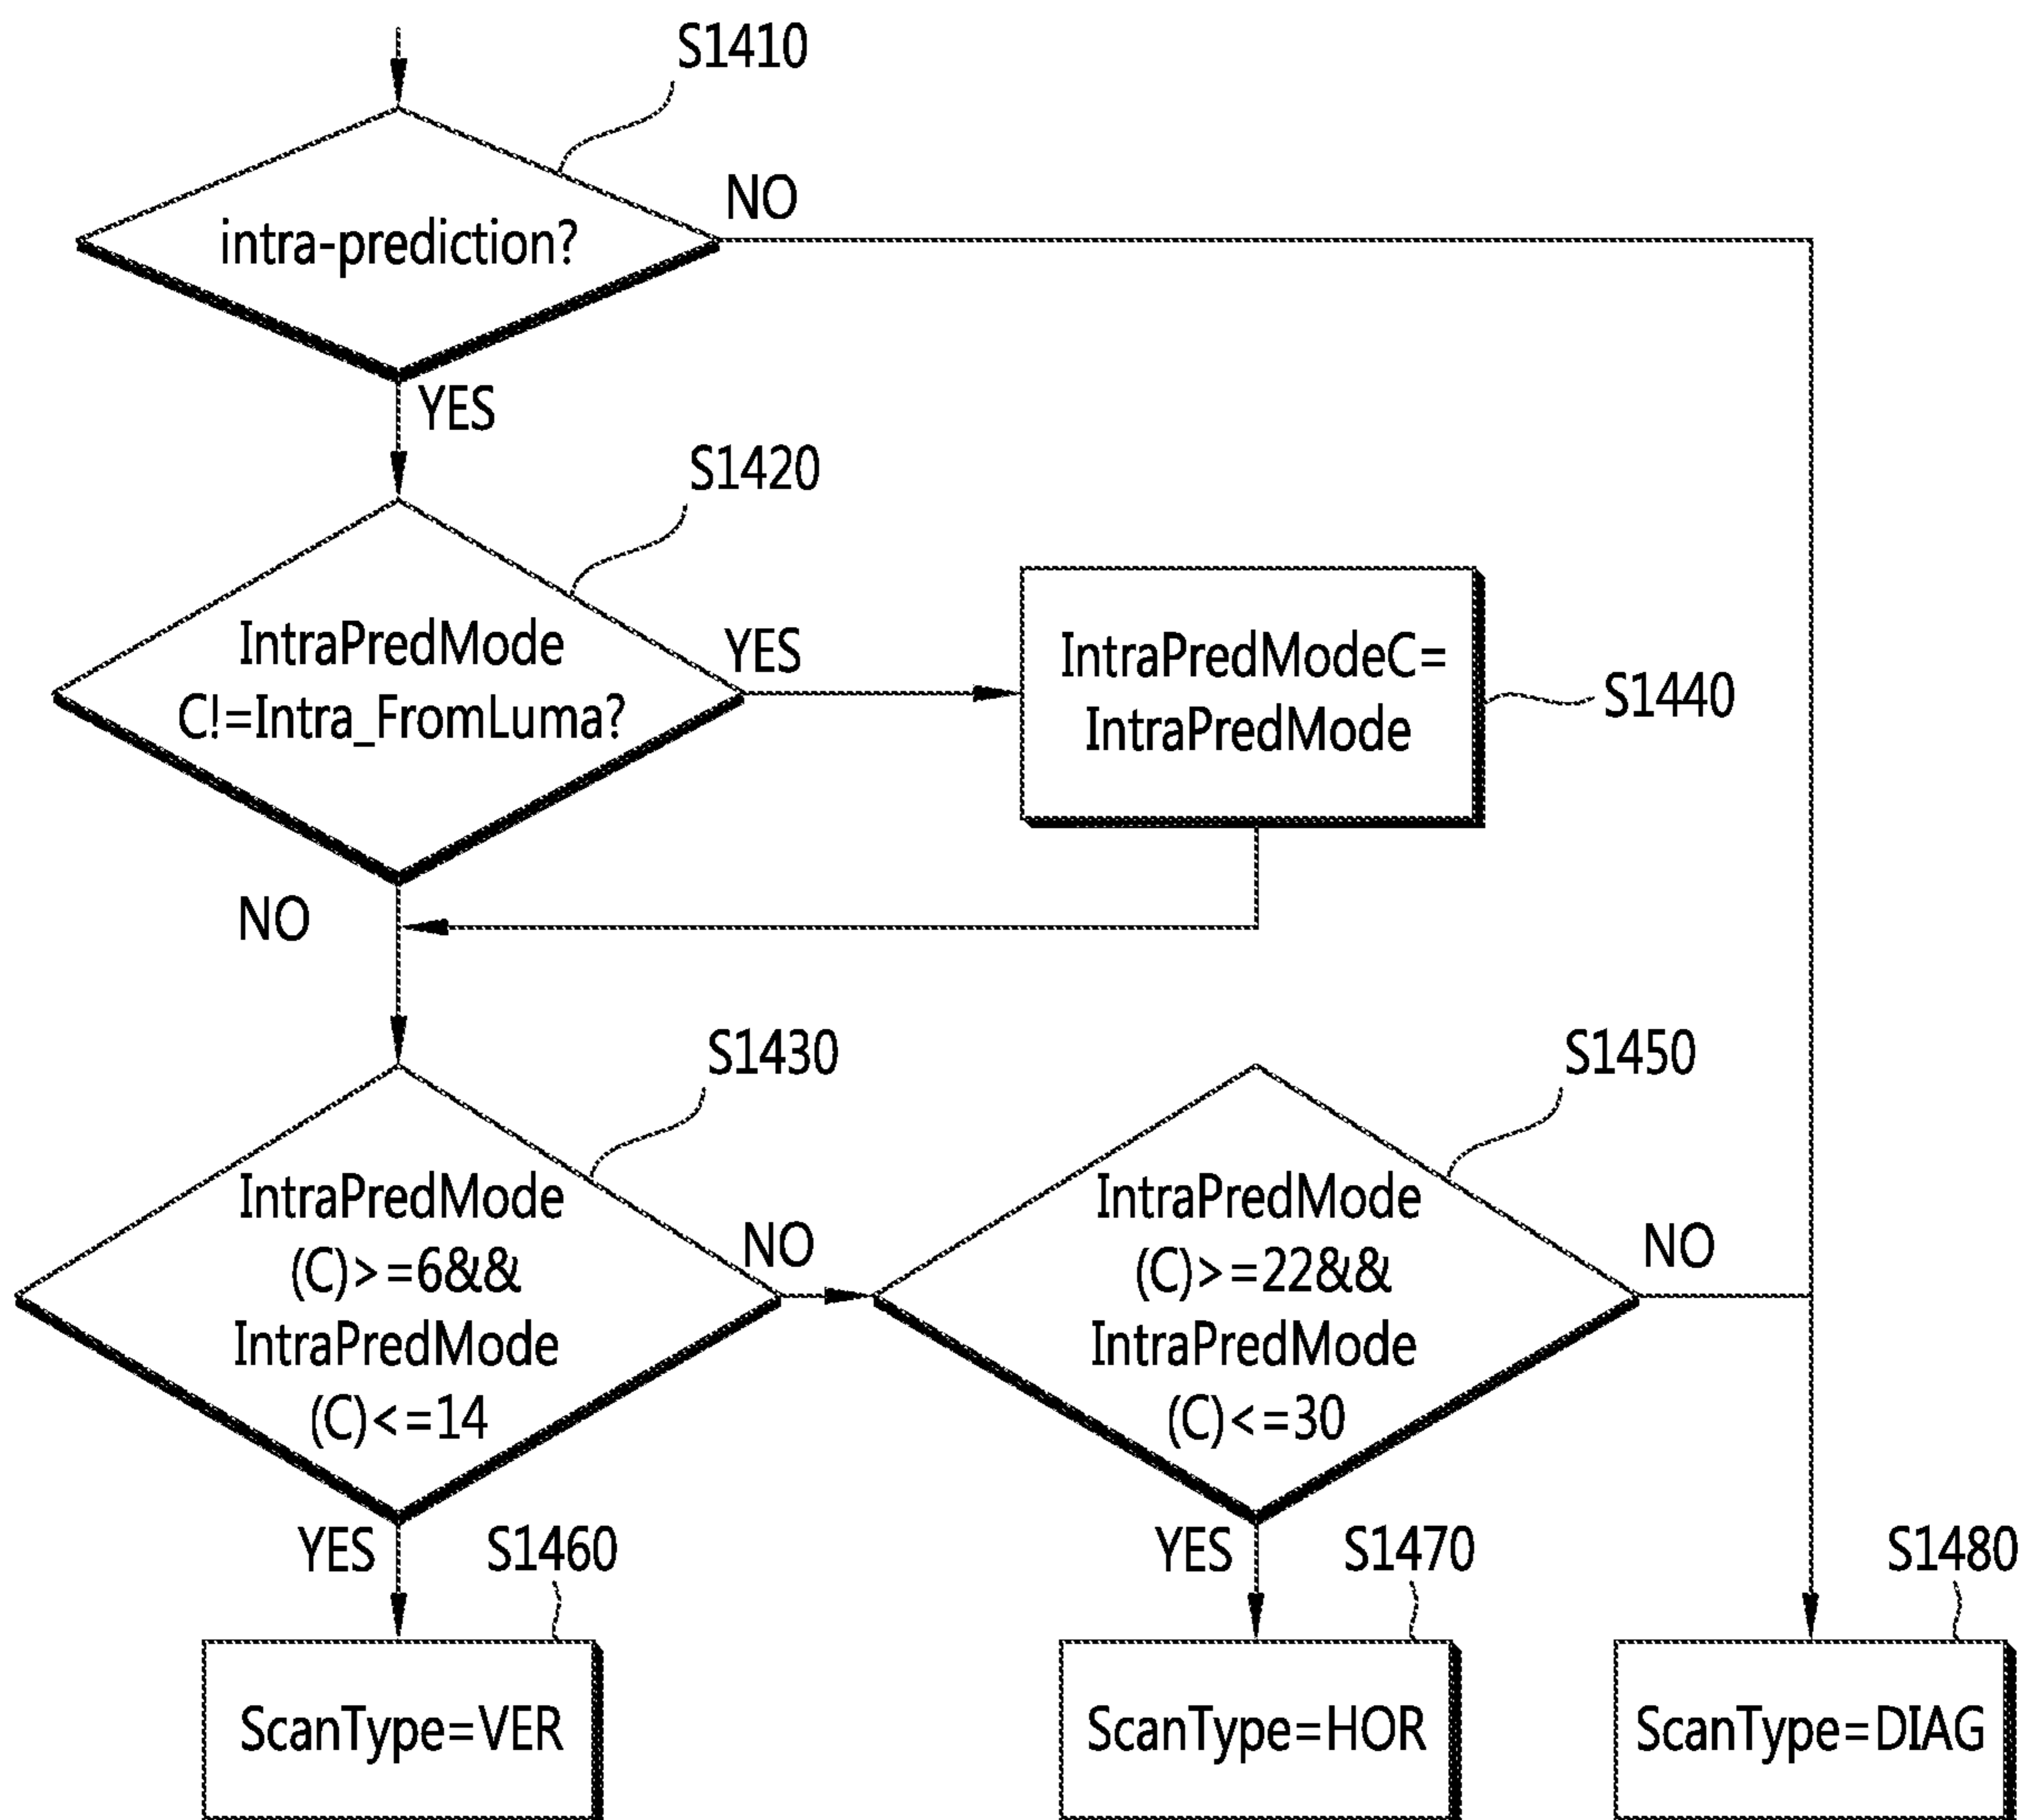 S1410
NO
intra-prediction?
YES
S1420
IntraPredMode
C!=Intra_FromLuma?
YES
IntraPredModeC=
IntraPredMode
S1440
NO
S1430
S1450
IntraPredMode
(C)>=6&&
IntraPredMode
(C)<=14
NO
IntraPredMode
(C)>=22&&
IntraPredMode
(C)<=30
NO
YES
S1460
YES
S1470
S1480
ScanType=VER
ScanType=HOR
ScanType=DIAG